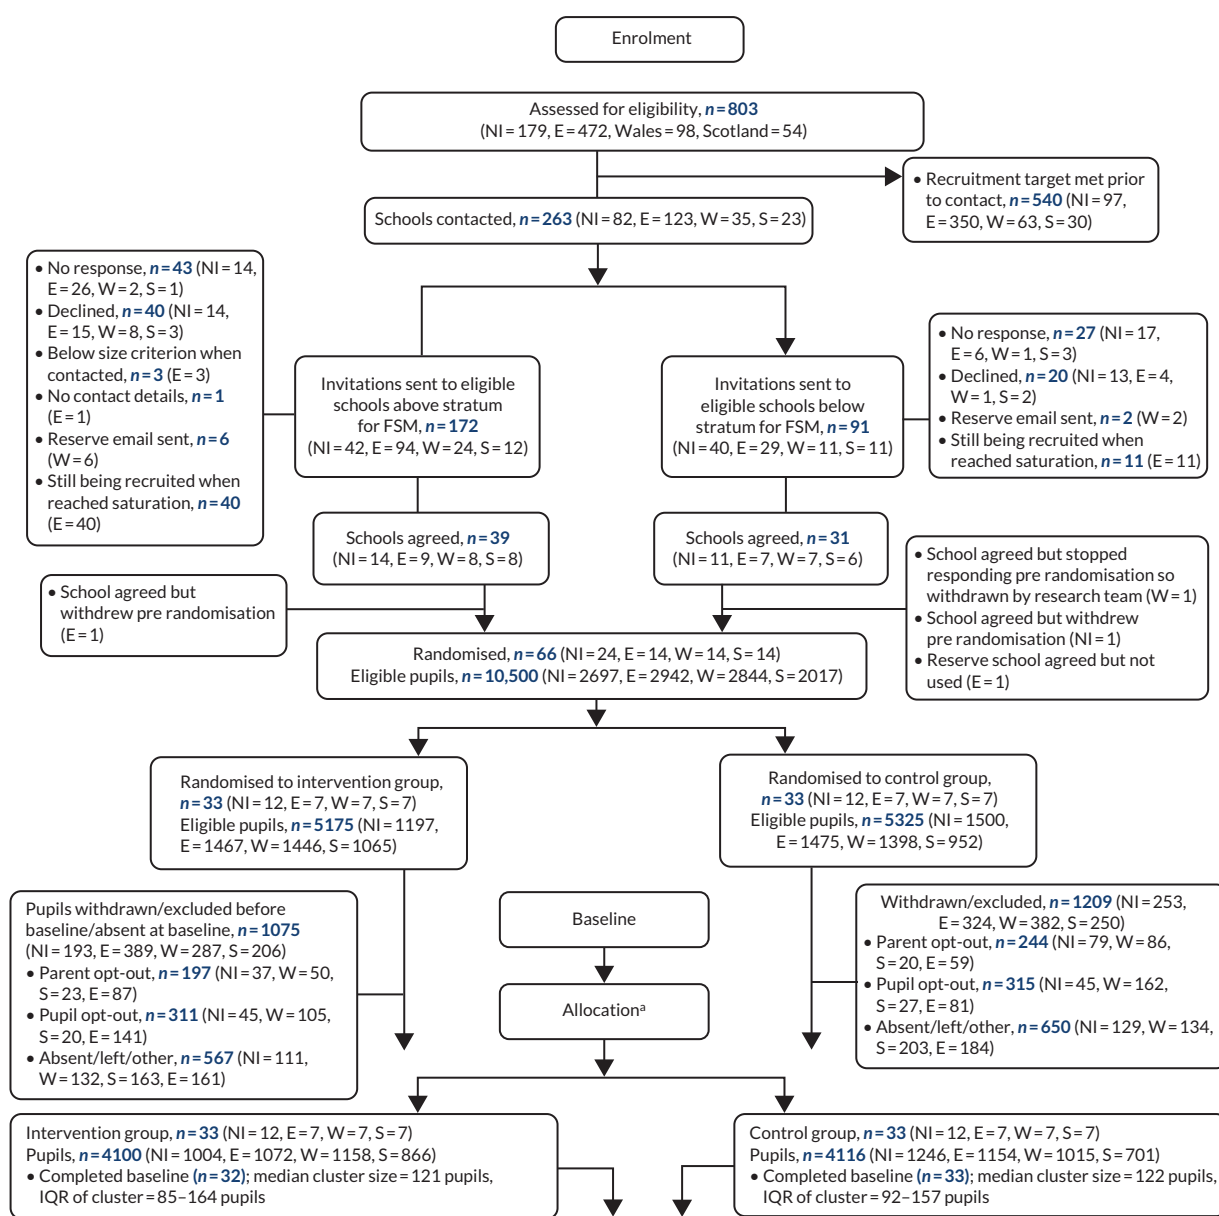 Enrolment
Assessed for eligibility, n=803
(NI=179, E=472, Wales=98, Scotland=54)
• Recruitment target met prior
to contact, n=540 (NI=97,
E=350, W=63, S=30)
Schools contacted, n=263 (NI=82, E=123, W=35, S=23)
• No response, n=43 (NI=14,
E=26, W=2, S=1)
• Declined, n=40 (NI=14,
E=15, W=8, S=3)
• Below size criterion when
contacted, n=3 (E=3)
• No contact details, n=1
(E=1)
• Reserve email sent, n=6
(W=6)
• Still being recruited when
reached saturation, n=40
(E=40)
Invitations sent to eligible
schools above stratum
for FSM, n=172
(NI=42, E=94, W=24, S=12)
Invitations sent to
eligible schools below
stratum for FSM, n=91
(NI=40, E=29, W=11, S=11)
• No response, n=27 (NI=17,
E=6, W=1, S=3)
• Declined, n=20 (NI=13, E=4,
W=1, S=2)
• Reserve email sent, n=2 (W=2)
• Still being recruited when
reached saturation, n=11 (E=11)
Schools agreed, n=39
(NI=14, E=9, W=8, S=8)
Schools agreed, n=31
(NI=11, E=7, W=7, S=6)
• School agreed but
withdrew pre randomisation
(E=1)
• School agreed but stopped
responding pre randomisation so
withdrawn by research team (W=1)
• School agreed but withdrew
pre randomisation (NI=1)
• Reserve school agreed but not
used (E=1)
Randomised, n=66 (NI=24, E=14, W=14, S=14)
Eligible pupils, n=10,500 (NI=2697, E=2942, W=2844, S=2017)
Randomised to intervention group,
n=33 (NI=12, E=7, W=7, S=7)
Eligible pupils, n=5175 (NI=1197,
E=1467, W=1446, S=1065)
Randomised to control group,
n=33 (NI=12, E=7, W=7, S=7)
Eligible pupils, n=5325 (NI=1500,
E=1475, W=1398, S=952)
Pupils withdrawn/excluded before
baseline/absent at baseline, n=1075
(NI=193, E=389, W=287, S=206)
• Parent opt-out, n=197 (NI=37, W=50,
S=23, E=87)
• Pupil opt-out, n=311 (NI=45, W=105,
S=20, E=141)
• Absent/left/other, n=567 (NI=111,
W=132, S=163, E=161)
Baseline
Allocationª
Withdrawn/excluded, n=1209 (NI=253,
E=324, W=382, S=250)
• Parent opt-out, n=244 (NI=79, W=86,
S=20, E=59)
• Pupil opt-out, n=315 (NI=45, W=162,
S=27, E=81)
• Absent/left/other, n=650 (NI=129, W=134,
S=203, E=184)
Intervention group, n=33 (NI=12, E=7, W=7, S=7)
Pupils, n=4100 (NI=1004, E=1072, W=1158, S=866)
• Completed baseline (n=32); median cluster size=121 pupils,
IQR of cluster=85–164 pupils
Control group, n=33 (NI=12, E=7, W=7, S=7)
Pupils, n=4116 (NI=1246, E=1154, W=1015, S=701)
• Completed baseline (n=33); median cluster size=122 pupils,
IQR of cluster=92–157 pupils